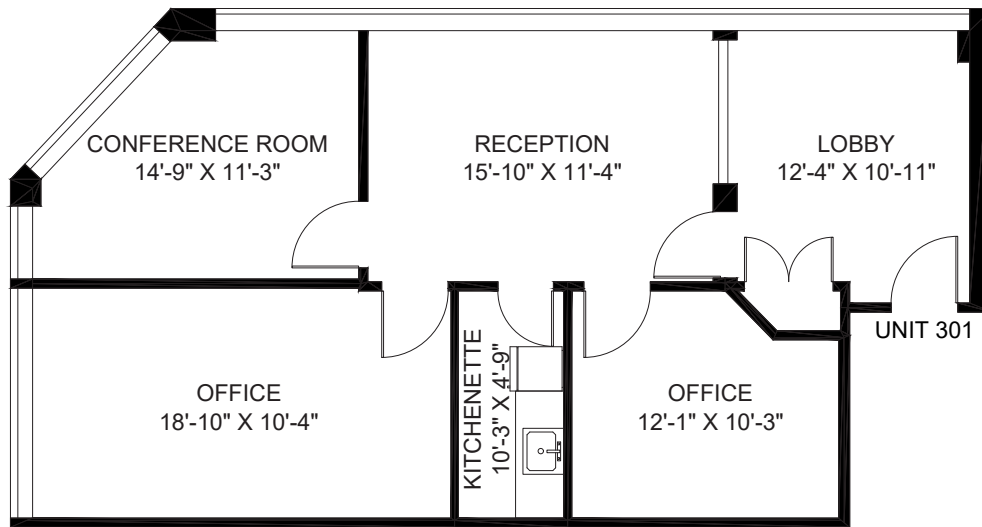 CONFERENCE ROOM
14'-9" X 11'-3"
RECEPTION
15'-10" X 11'-4"
LOBBY
12'-4" X 10'-11"
UNIT 301
OFFICE
18'-10" X 10'-4"
KITCHENETTE
10'-3" X 4'-9"
OFFICE
12'-1" X 10'-3"